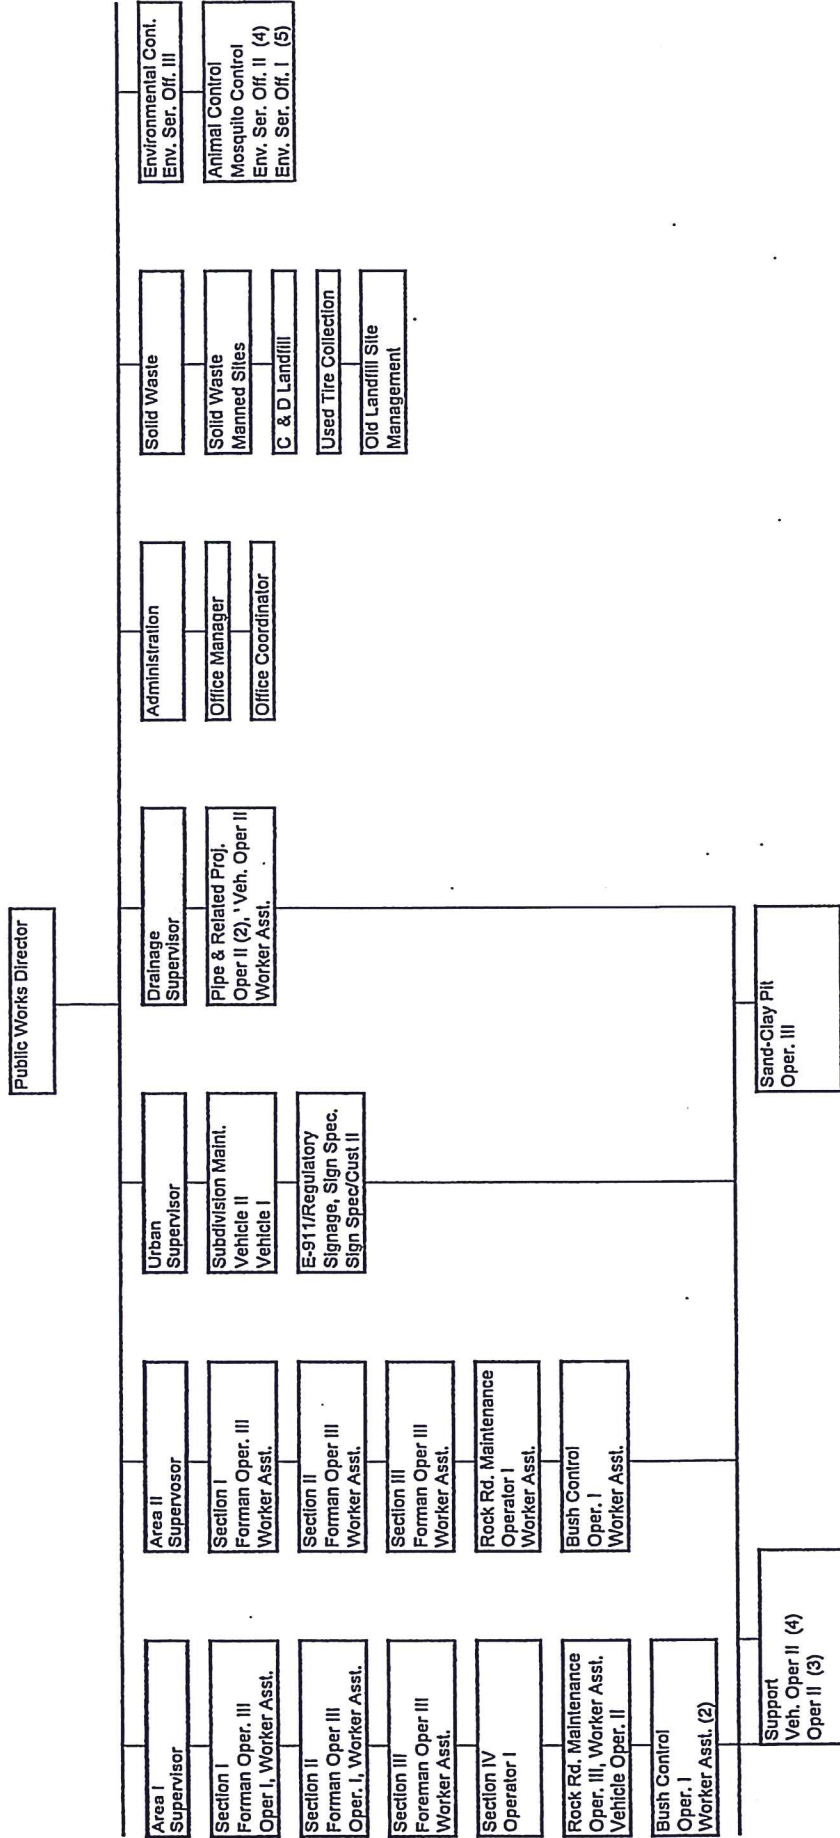 Public Works Director
Area I
Supervisor
Section I
Forman Oper. III
Oper I, Worker Asst.
Section II
Forman Oper III
Oper. I, Worker Asst.
Section III
Foreman Oper III
Worker Asst.
Section IV
Operator I
Rock Rd. Maintenance
Oper. III, Worker Asst.
Vehicle Oper. II
Bush Control
Oper. I
Worker Asst. (2)
Area II
Supervosor
Section I
Forman Oper. III
Worker Asst.
Section II
Forman Oper III
Worker Asst.
Section III
Forman Oper III
Worker Asst.
Rock Rd. Maintenance
Operator I
Worker Asst.
Bush Control
Oper. I
Worker Asst.
Urban
Supervisor
Subdivision Maint.
Vehicle II
Vehicle I
E-911/Regulatory
Signage, Sign Spec.
Sign Spec/Cust II
Drainage
Supervisor
Pipe & Related Proj.
Oper II (2), Veh. Oper II
Worker Asst.
Administration
Office Manager
Office Coordinator
Solid Waste
Solid Waste
Manned Sites
C & D Landfill
Used Tire Collection
Old Landfill Site
Management
Environmental Cont.
Env. Ser. Off. III
Animal Control
Mosquito Control
Env. Ser. Off. II (4)
Env. Ser. Off. I (5)
Support
Veh. Oper II (4)
Oper II (3)
Sand-Clay Pit
Oper. III